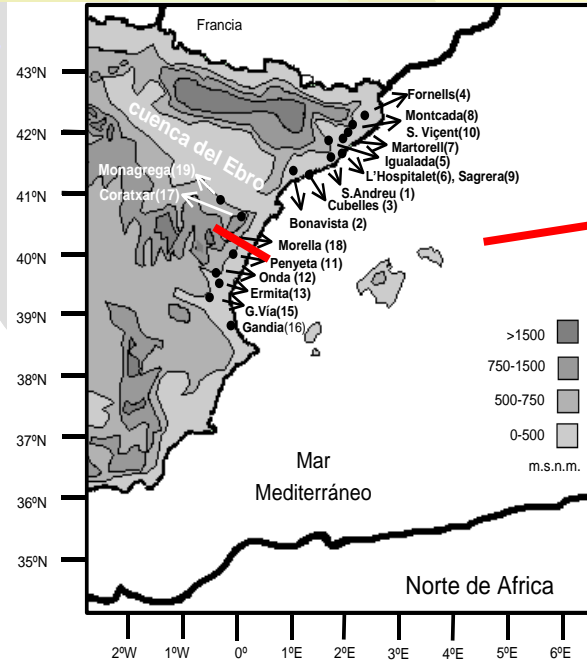 Francia
43ºN
42ºN
41ºN
40ºN
39ºN
38ºN
37ºN
36ºN
35ºN
cuenca del Ebro
Monagrega(19)
Coratxar(17)
Fornells(4)
Montcada(8)
S. Viçent(10)
Martorell(7)
Igualada(5)
L'Hospitalet(6), Sagrera(9)
S.Andreu (1)
Cubelles (3)
Bonavista (2)
Morella (18)
Penyeta (11)
Onda (12)
Ermita(13)
G.Vía(15)
Gandia(16)
>1500
750-1500
500-750
0-500
m.s.n.m.
Mar
Mediterráneo
Norte de Africa
2ºW 1ºW 0º 1ºE 2ºE 3ºE 4ºE 5ºE 6ºE